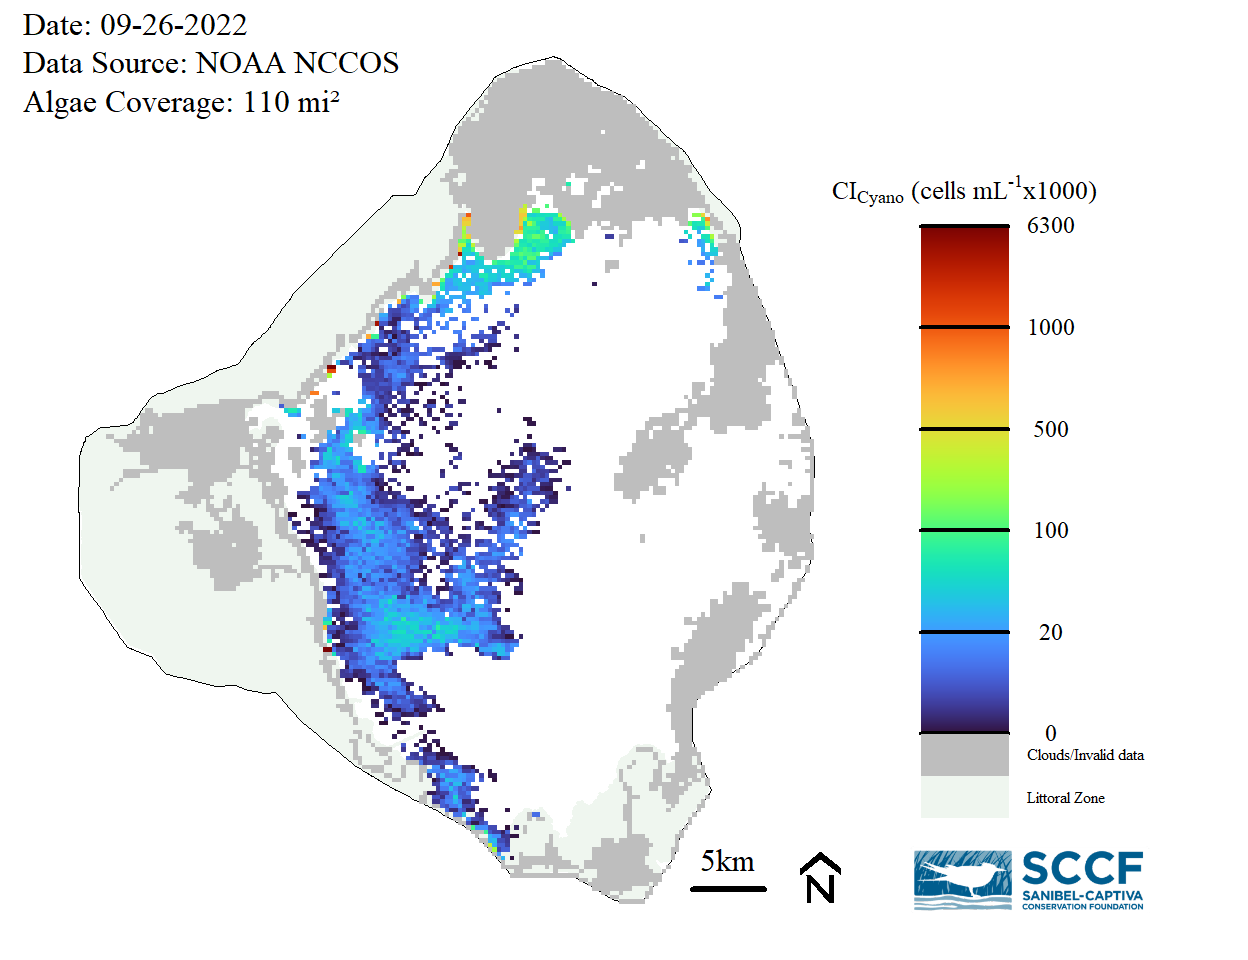 Date: 09-26-2022
Data Source: NOAA NCCOS
Algae Coverage: 110 mi²
CICyano (cells mL-1x1000)
6300
1000
500
100
20
0
Clouds/Invalid data
Littoral Zone
5km
N
SCCF
SANIBEL-CAPTIVA
CONSERVATION FOUNDATION